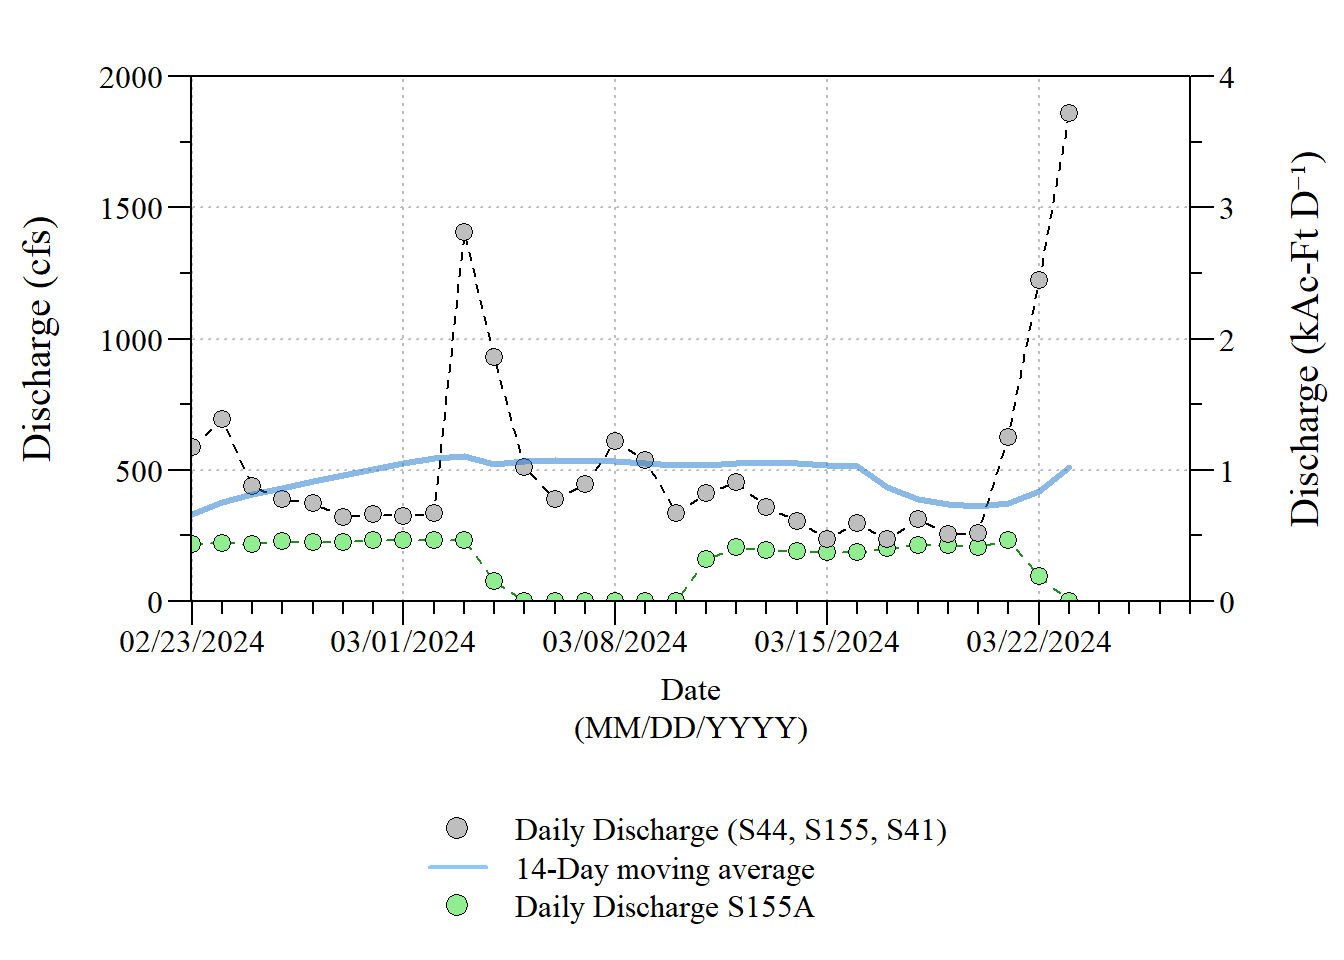 2000
1500
1000
500
0
Discharge (cfs)
4
3
2
1
0
Discharge (kAc-Ft D⁻¹)
02/23/2024 03/01/2024 03/08/2024 03/15/2024 03/22/2024
Date
(MM/DD/YYYY)
Daily Discharge (S44, S155, S41)
14-Day moving average
Daily Discharge S155A